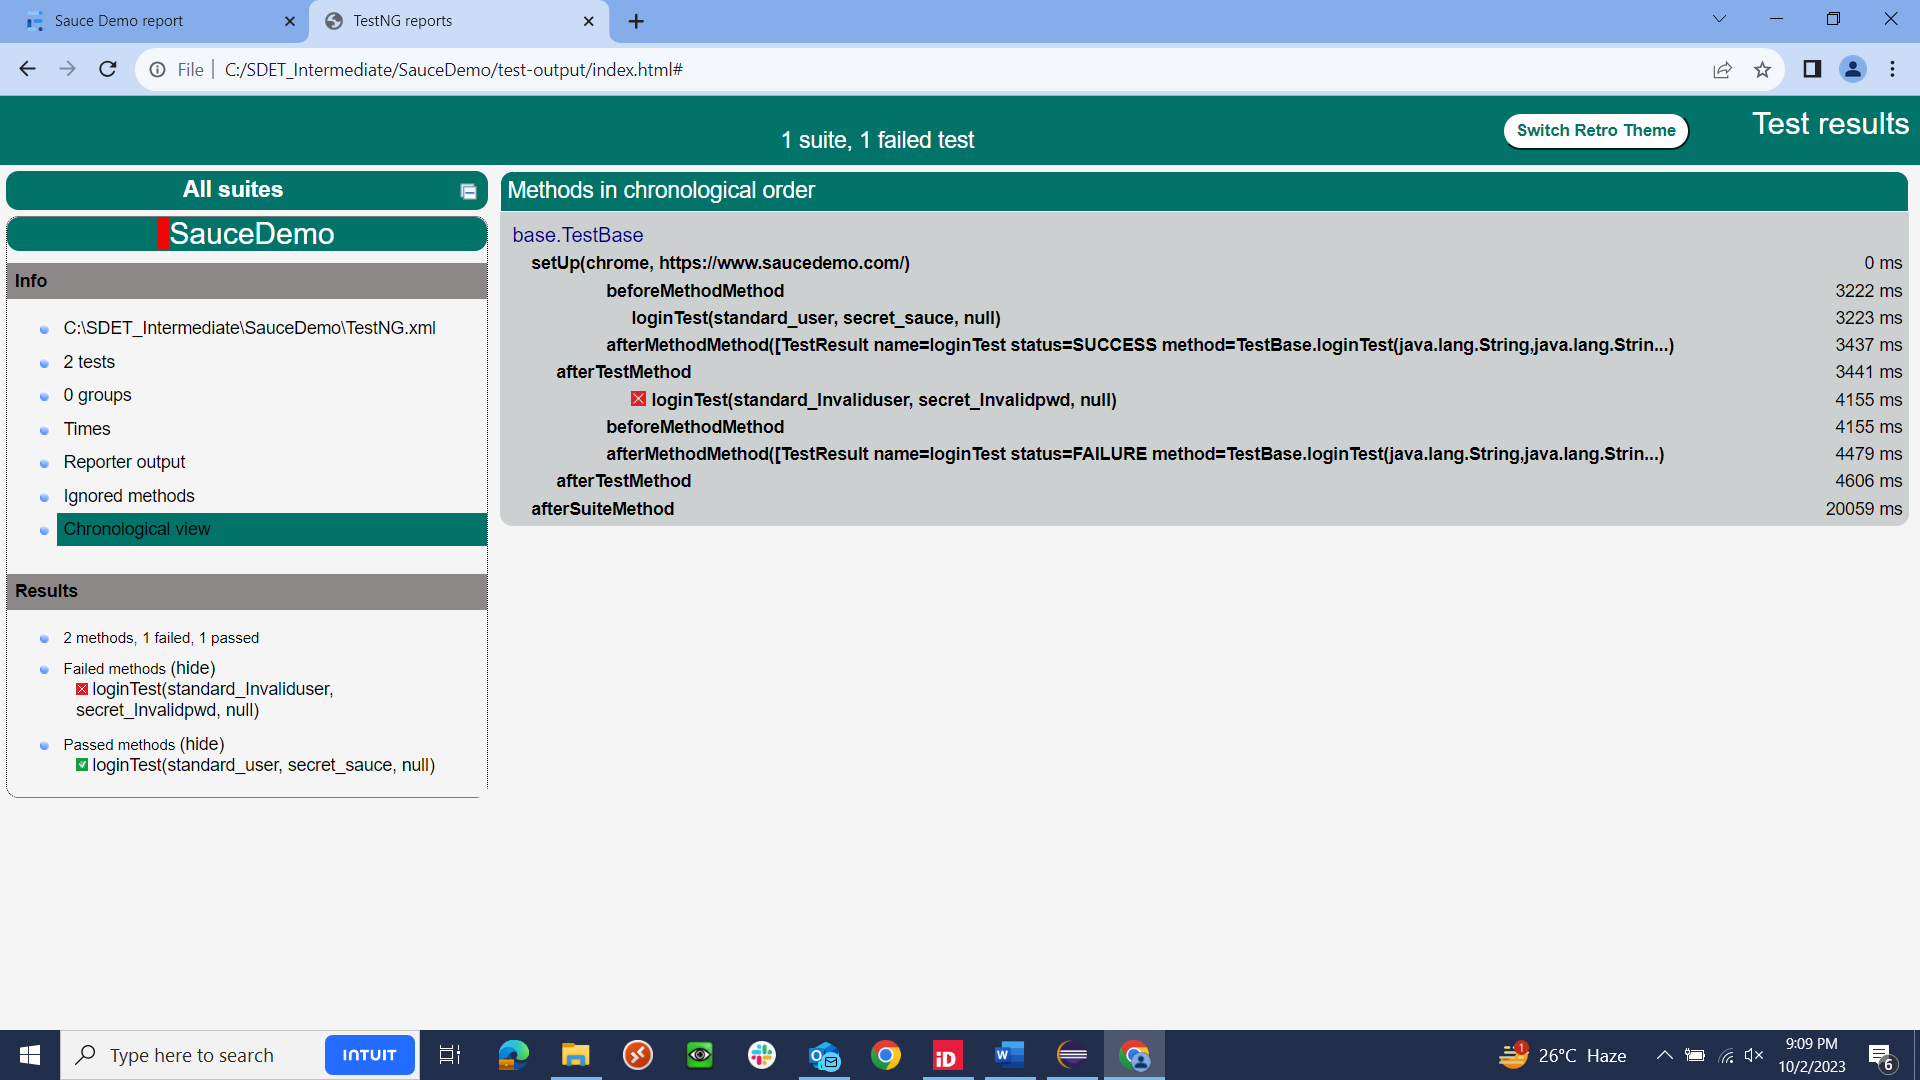 Sauce Demo report
TestNG reports
File | C:/SDET_Intermediate/SauceDemo/test-output/index.html#
1 suite, 1 failed test
Switch Retro Theme
Test results
All suites
SauceDemo
Info
C:\SDET_Intermediate\SauceDemo\TestNG.xml
2 tests
0 groups
Times
Reporter output
Ignored methods
Chronological view
Results
2 methods, 1 failed, 1 passed
Failed methods (hide)
loginTest(standard_Invaliduser,
secret_Invalidpwd, null)
Passed methods (hide)
loginTest(standard_user, secret_sauce, null)
Methods in chronological order
base.TestBase
setUp(chrome, https://www.saucedemo.com/) 0 ms
beforeMethodMethod 3222 ms
loginTest(standard_user, secret_sauce, null) 3223 ms
afterMethodMethod([TestResult name=loginTest status=SUCCESS method=TestBase.loginTest(java.lang.String,java.lang.Strin...) 3437 ms
afterTestMethod 3441 ms
loginTest(standard_Invaliduser, secret_Invalidpwd, null) 4155 ms
beforeMethodMethod 4155 ms
afterMethodMethod([TestResult name=loginTest status=FAILURE method=TestBase.loginTest(java.lang.String,java.lang.Strin...) 4479 ms
afterTestMethod 4606 ms
afterSuiteMethod 20059 ms
Type here to search
INTUIT
iD
W
1
26°C Haze
9:09 PM
10/2/2023
6